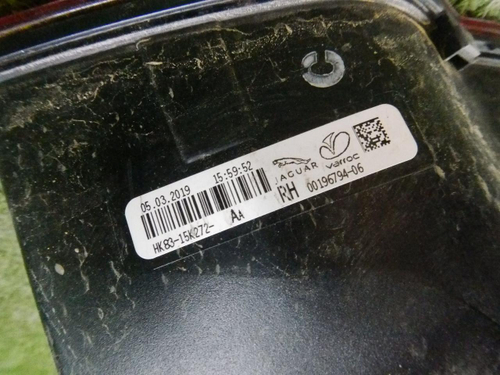 05.03.2019 15:59:52
JAGUAR varroc
HK83-15K272- AA RH 00196794-06